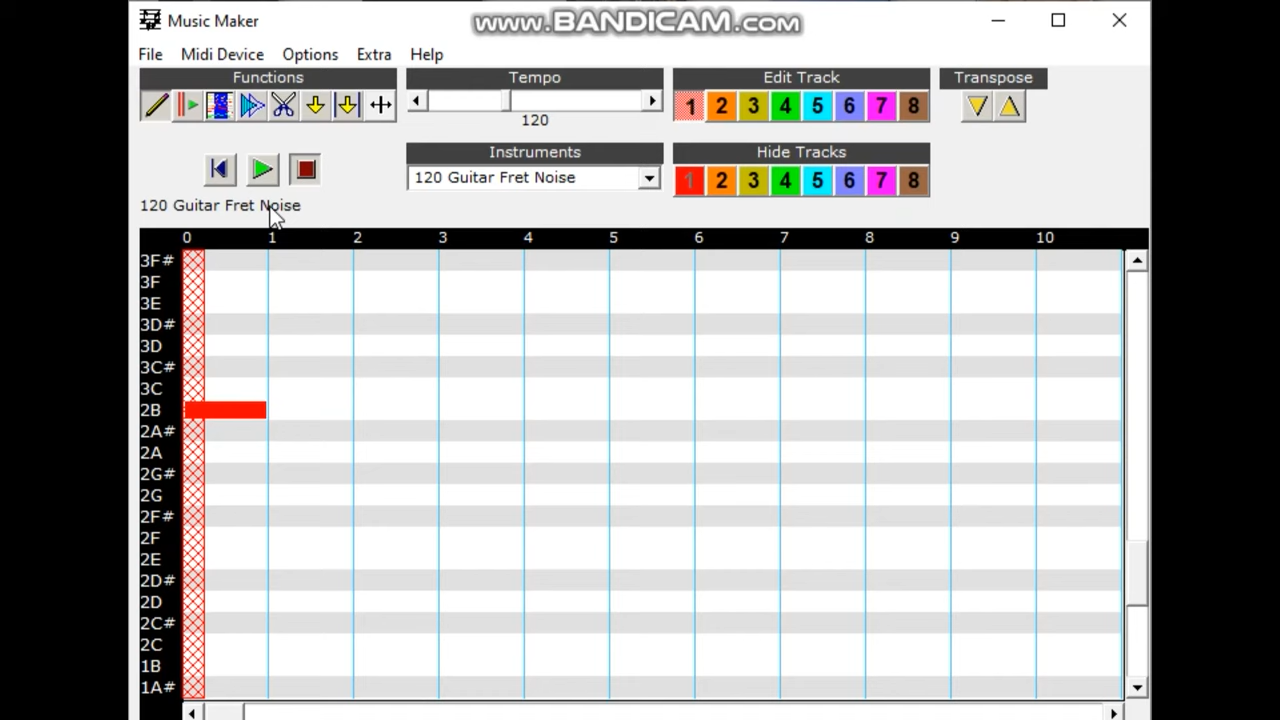 Music Maker
www.BANDICAM.com
File Midi Device Options Extra Help
Functions Tempo Edit Track Transpose
1 2 3 4 5 6 7 8
120
Instruments Hide Tracks
120 Guitar Fret Noise 1 2 3 4 5 6 7 8
120 Guitar Fret Noise
0 1 2 3 4 5 6 7 8 9 10
3F#
3F
3E
3D#
3D
3C#
3C
2B
2A#
2A
2G#
2G
2F#
2F
2E
2D#
2D
2C#
2C
1B
1A#